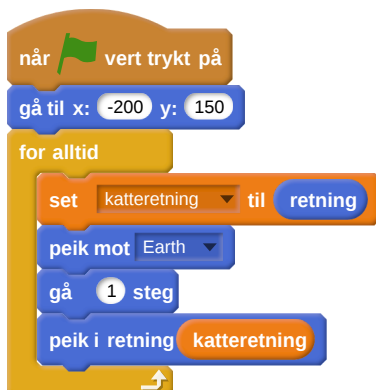 når vert trykt på
gå til x: -200 y: 150
for alltid
set katteretning til retning
peik mot Earth
gå 1 steg
peik i retning katteretning